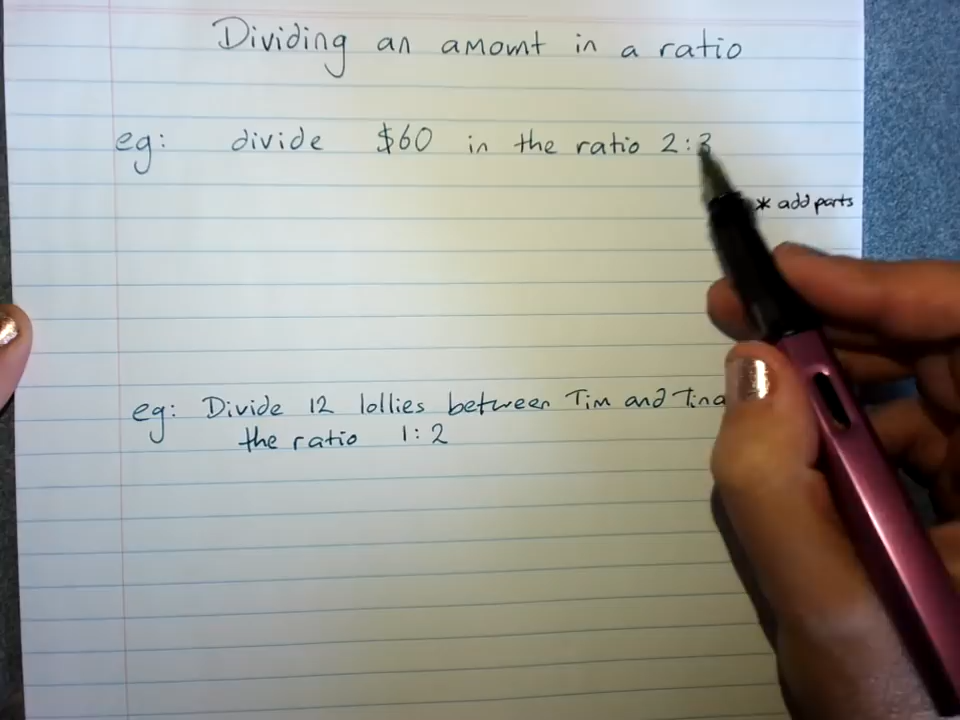 Dividing an amount in a ratio
eg: divide $60 in the ratio 2:3
* add parts
eg: Divide 12 lollies between Tim and Tina
the ratio 1:2